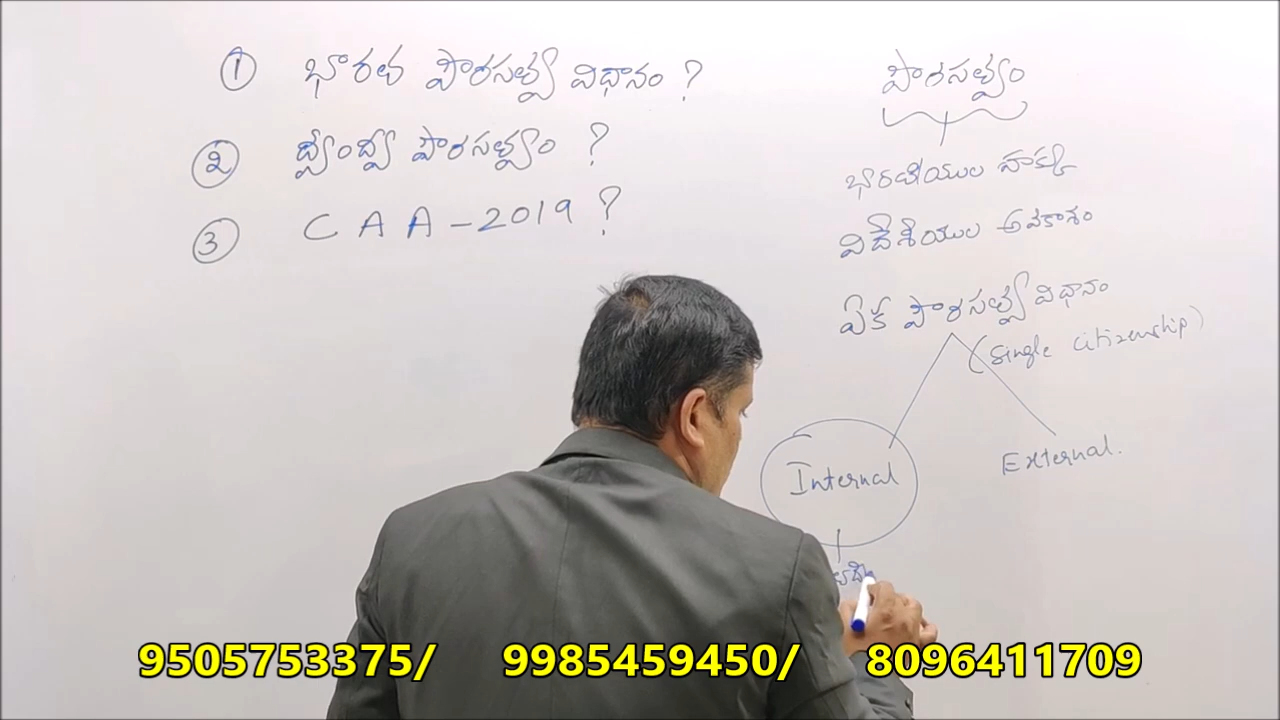 ① భారత పౌరసత్వ విధానం ?
② ద్వంద్వ పౌరసత్వం ?
③ CAA-2019 ?
పౌరసత్వం
భారతీయుల హక్కు
విదేశీయుల అవకాశం
ఏక పౌరసత్వ విధానం
(Single citizenship)
Internal
External.
9505753375/ 9985459450/ 8096411709